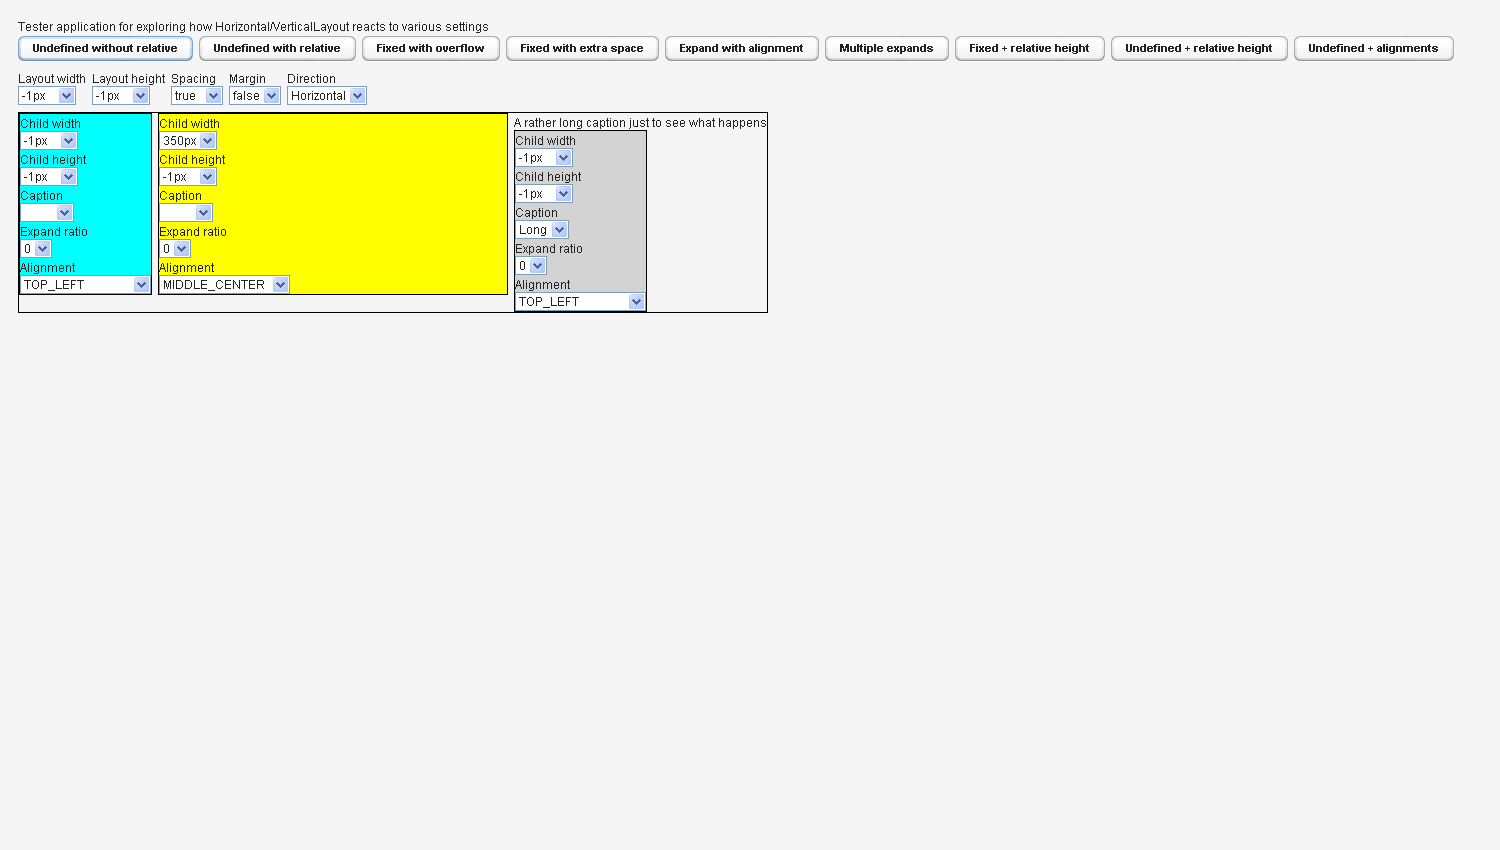 Tester application for exploring how Horizontal/VerticalLayout reacts to various settings
Undefined without relative Undefined with relative Fixed with overflow Fixed with extra space Expand with alignment Multiple expands Fixed + relative height Undefined + relative height Undefined + alignments
Layout width Layout height Spacing Margin Direction
-1px -1px true false Horizontal
Child width
-1px
Child height
-1px
Caption
Expand ratio
0
Alignment
TOP_LEFT
Child width
350px
Child height
-1px
Caption
Expand ratio
0
Alignment
MIDDLE_CENTER
A rather long caption just to see what happens
Child width
-1px
Child height
-1px
Caption
Long
Expand ratio
0
Alignment
TOP_LEFT